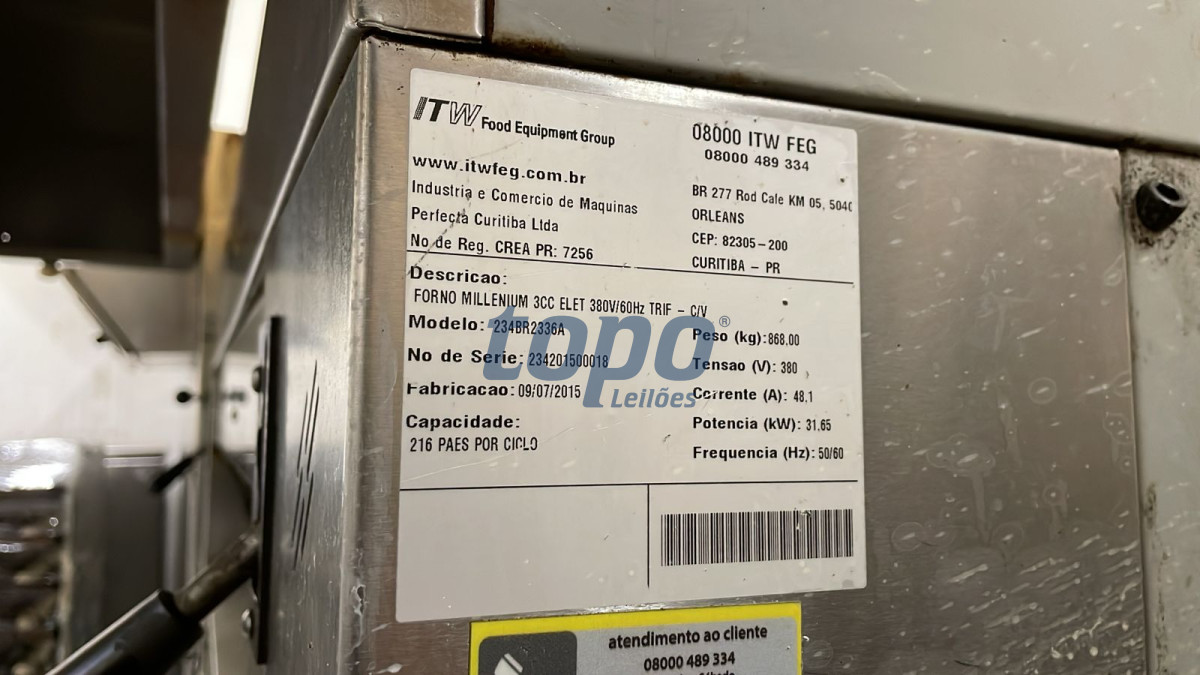 ITW Food Equipment Group
www.itwfeg.com.br
Industria e Comercio de Maquinas
Perfecta Curitiba Ltda
No de Reg. CREA PR: 7256
08000 ITW FEG
08000 489 334
BR 277 Rod Cafe KM 05, 5040
ORLEANS
CEP: 82305-200
CURITIBA - PR
Descricao:
FORNO MILLENIUM 3CC ELET 380V/60Hz TRIF - C/V
Modelo: 234BR2336A
No de Serie: 234201500018
Fabricacao: 09/07/2015
Capacidade:
216 PAES POR CICLO
Peso (kg): 868,00
Tensao (V): 380
Corrente (A): 48.1
Potencia (kW): 31.65
Frequencia (Hz): 50/60
topo®
Leilões
atendimento ao cliente
08000 489 334